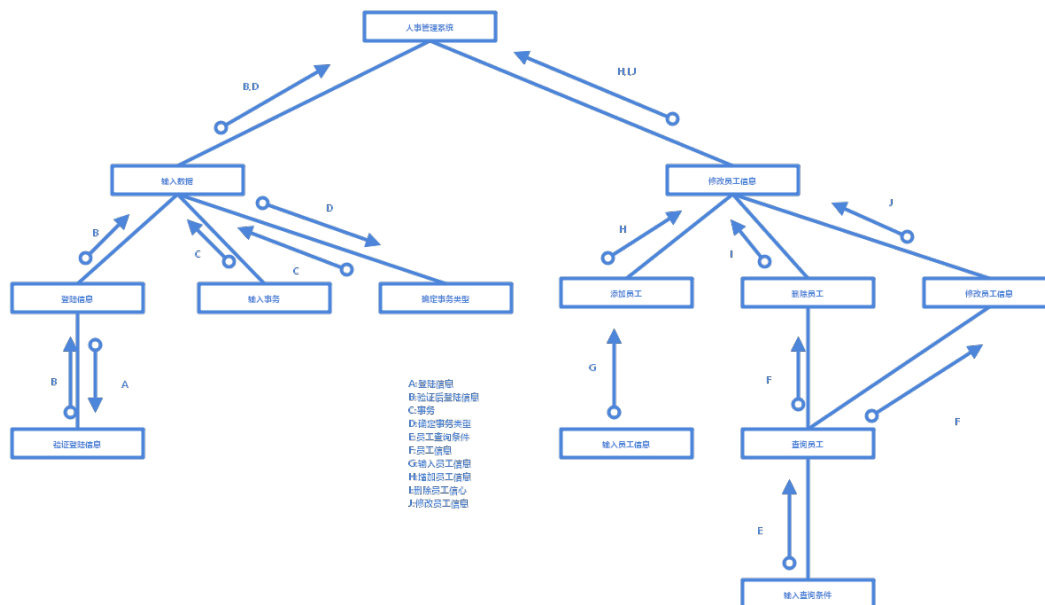 人事管理系统
B,D
H,I,J
输入数据
修改员工信息
D
J
B
C
C
H
I
登陆信息
输入事务
确定事务类型
添加员工
删除员工
修改员工信息
B
A
G
F
F
A:登陆信息
B:验证后登陆信息
C:事务
D:确定事务类型
E:员工查询条件
F:员工信息
G:输入员工信息
H:增加员工信息
I:删除员工信心
J:修改员工信息
验证登陆信息
输入员工信息
查询员工
E
输入查询条件